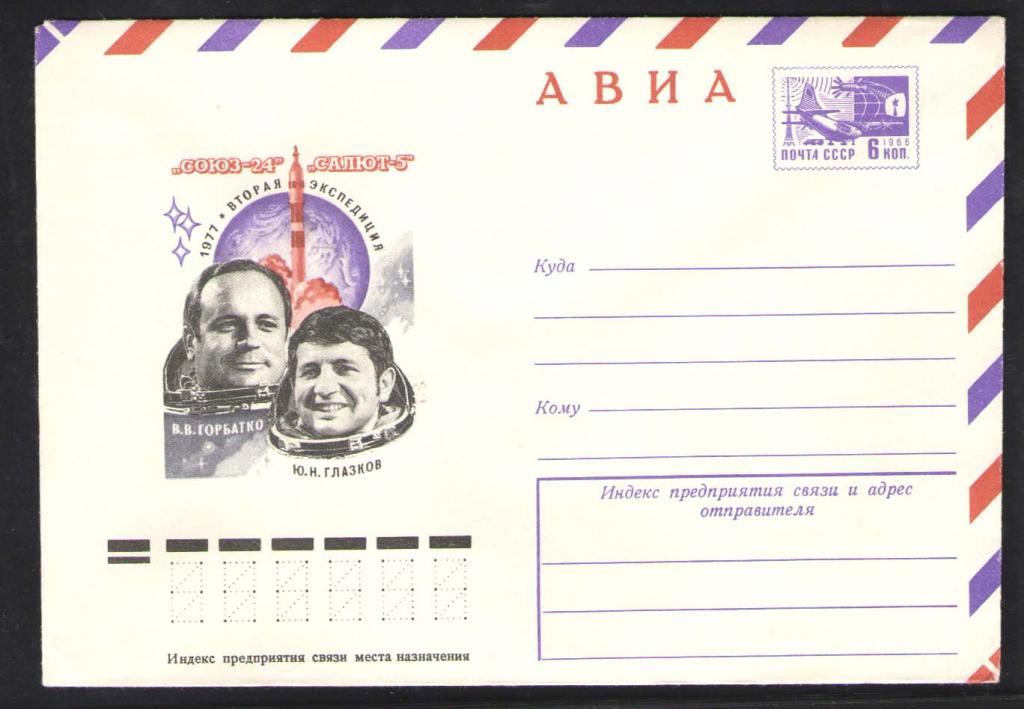 АВИА
1966
ПОЧТА СССР 6 КОП.
„СОЮЗ-24” „САЛЮТ-5”
1977 ★ ВТОРАЯ ЭКСПЕДИЦИЯ
В.В. ГОРБАТКО
Ю.Н. ГЛАЗКОВ
Куда
Кому
Индекс предприятия связи и адрес
отправителя
Индекс предприятия связи места назначения